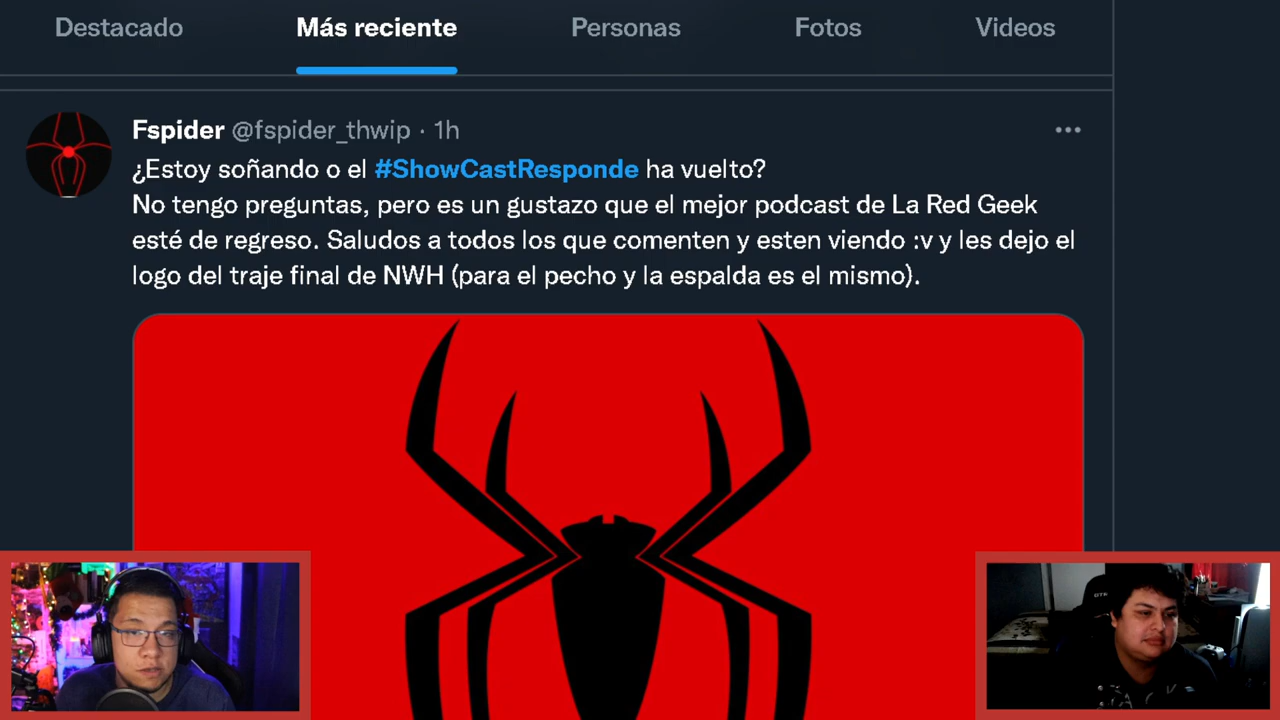 Destacado
Más reciente
Personas
Fotos
Videos
Fspider @fspider_thwip · 1h
¿Estoy soñando o el #ShowCastResponde ha vuelto?
No tengo preguntas, pero es un gustazo que el mejor podcast de La Red Geek
esté de regreso. Saludos a todos los que comenten y esten viendo :v y les dejo el
logo del traje final de NWH (para el pecho y la espalda es el mismo).